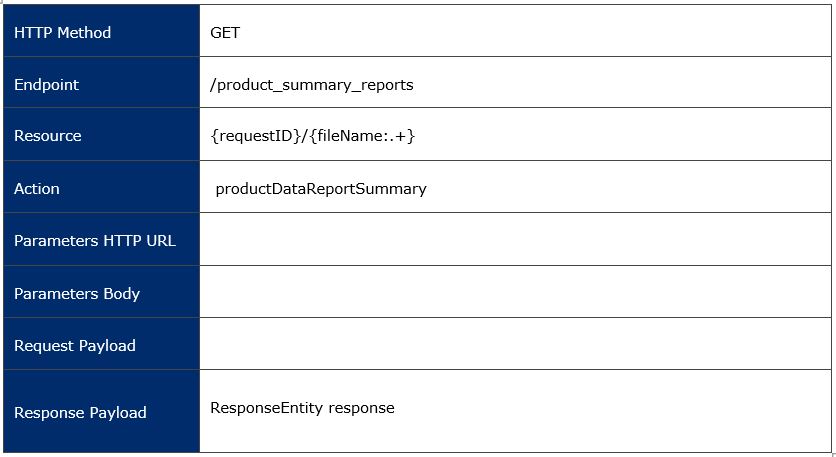 HTTP Method GET
Endpoint /product_summary_reports
Resource {requestID}/{fileName:.+}
Action productDataReportSummary
Parameters HTTP URL
Parameters Body
Request Payload
Response Payload ResponseEntity response